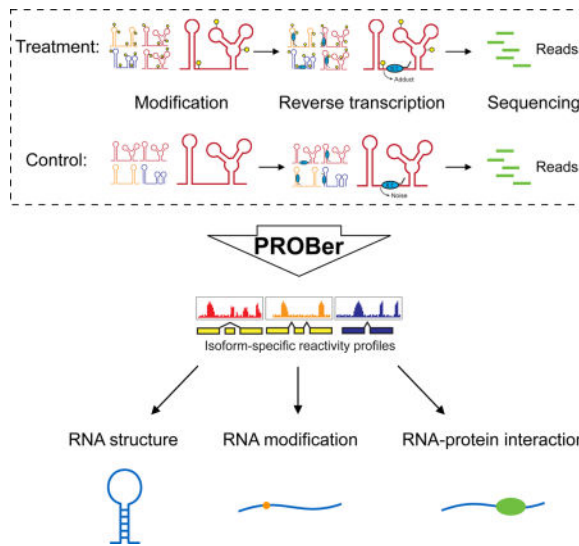 Treatment:
Reads
Adduct
Modification Reverse transcription Sequencing
Control:
Reads
Noise
PROBer
Isoform-specific reactivity profiles
RNA structure RNA modification RNA-protein interaction